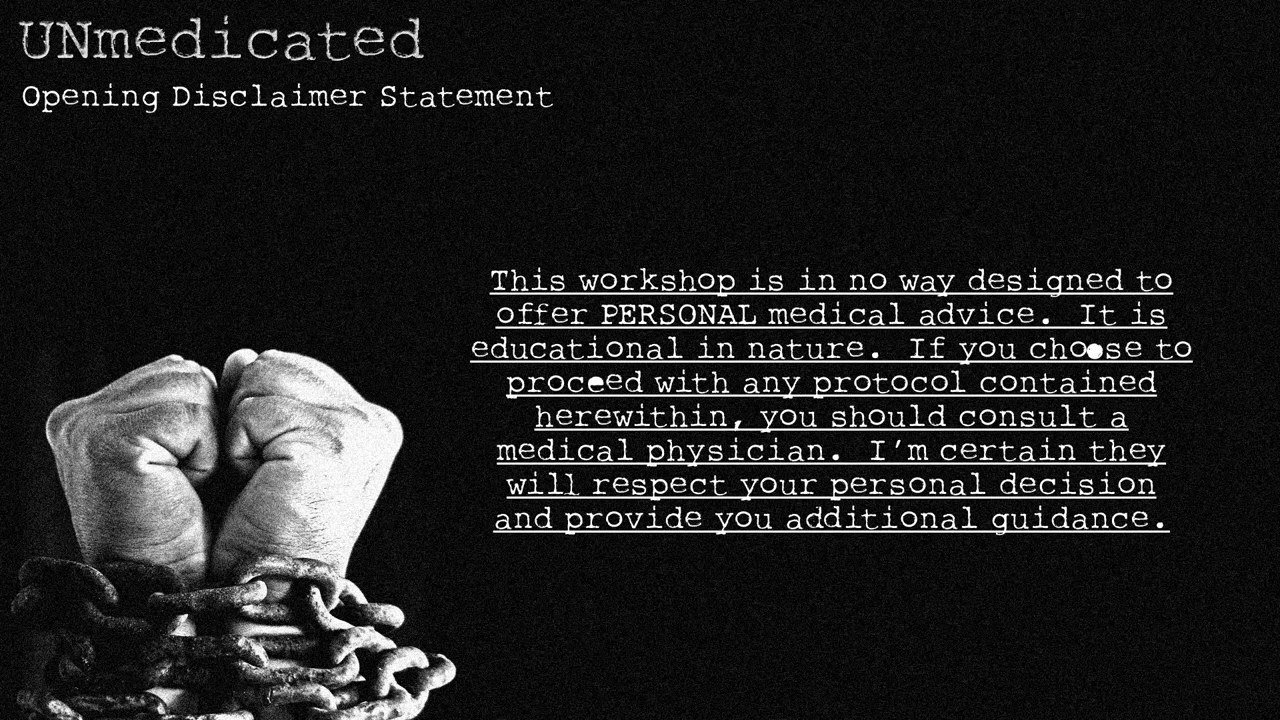 UNmedicated
Opening Disclaimer Statement
This workshop is in no way designed to
offer PERSONAL medical advice. It is
educational in nature. If you choose to
proceed with any protocol contained
herewithin, you should consult a
medical physician. I'm certain they
will respect your personal decision
and provide you additional guidance.